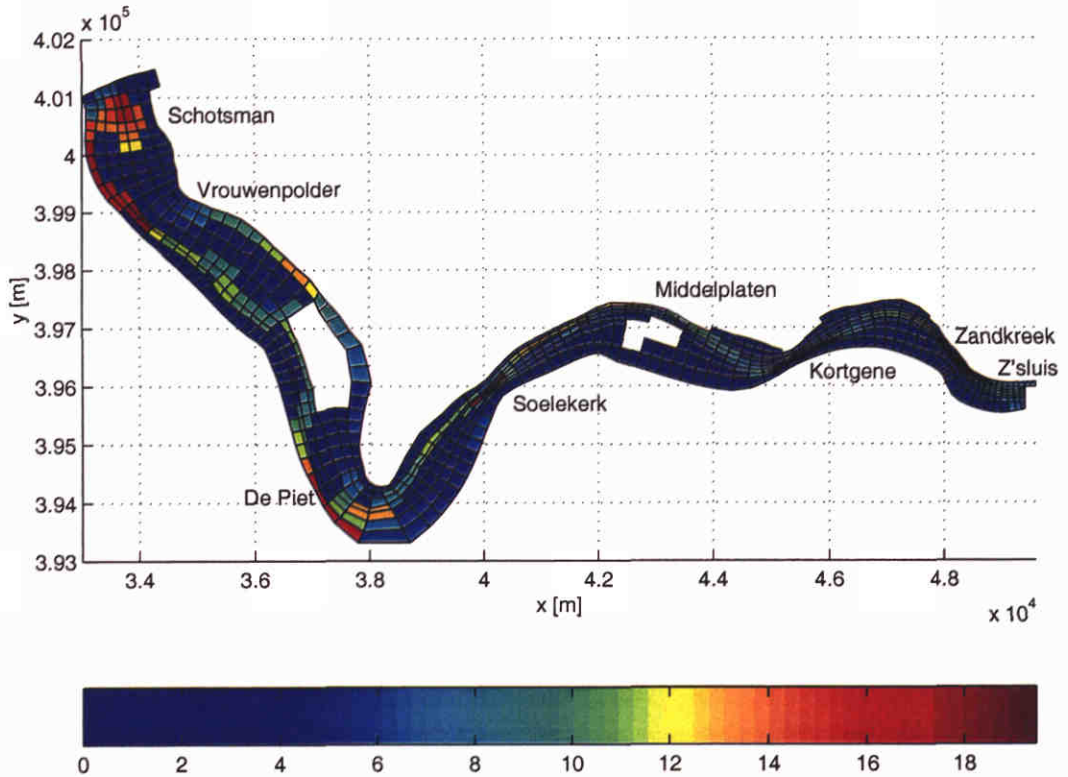 x 10^5
4.02
4.01
4
3.99
3.98
3.97
3.96
3.95
3.94
3.93
y [m]
Schotsman
Vrouwenpolder
Middelplaten
Zandkreek
Z'sluis
Kortgene
Soelekerk
De Piet
3.4 3.6 3.8 4 4.2 4.4 4.6 4.8
x [m]
x 10^4
0 2 4 6 8 10 12 14 16 18